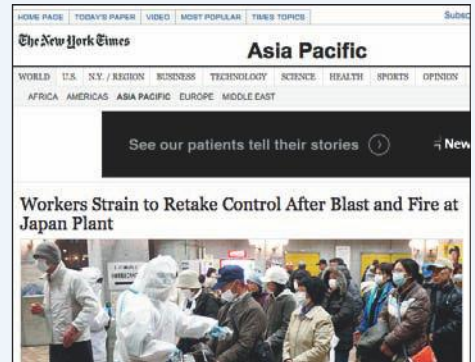 HOME PAGE TODAY'S PAPER VIDEO MOST POPULAR TIMES TOPICS
The New York Times
Asia Pacific
WORLD U.S. N.Y. / REGION BUSINESS TECHNOLOGY SCIENCE HEALTH SPORTS OPINION
AFRICA AMERICAS ASIA PACIFIC EUROPE MIDDLE EAST
See our patients tell their stories New
Workers Strain to Retake Control After Blast and Fire at
Japan Plant